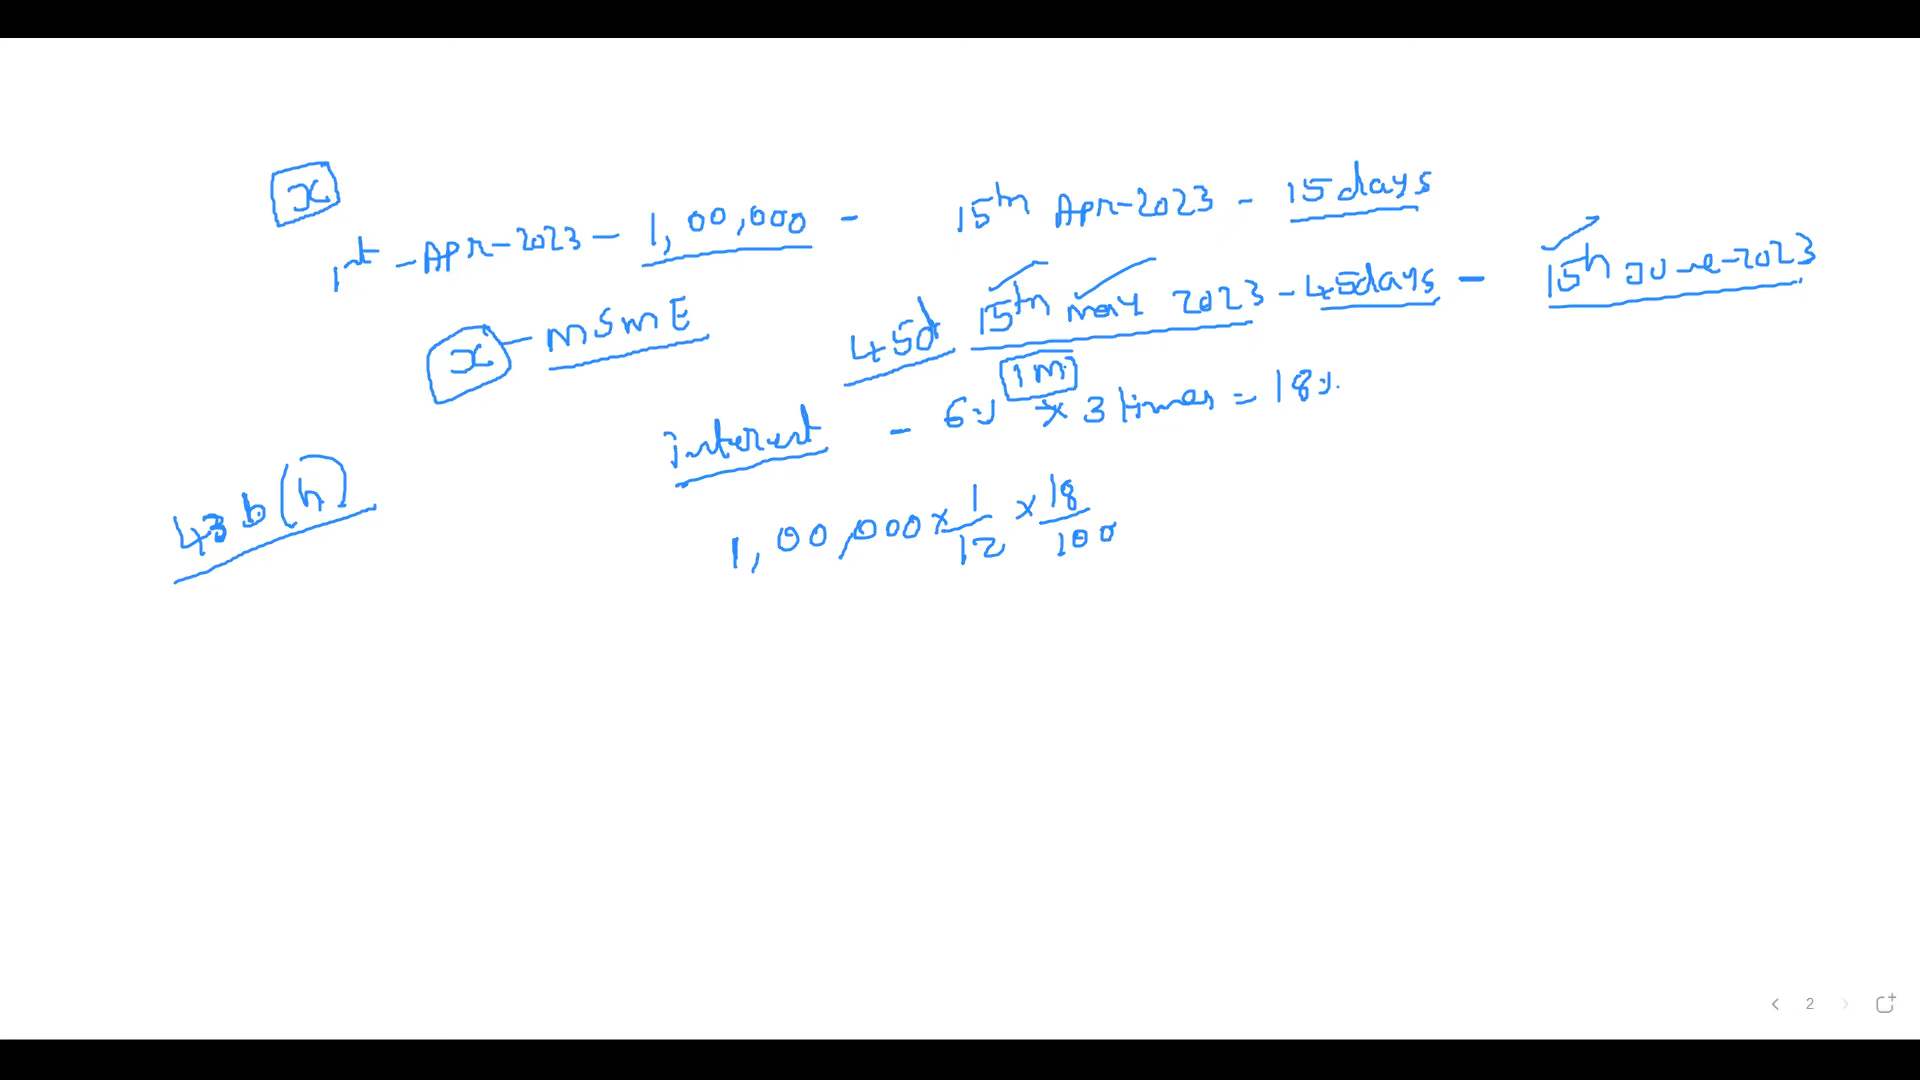 x
1st - Apr - 2023 - 1,00,000 - 15th Apr-2023 - 15 days
x - MSME 45d 15th May 2023 - 45days - 15th June-2023
1M
interest - 6% x 3 times = 18%
43b(h)
1,00,000 x 1/12 x 18/100
2